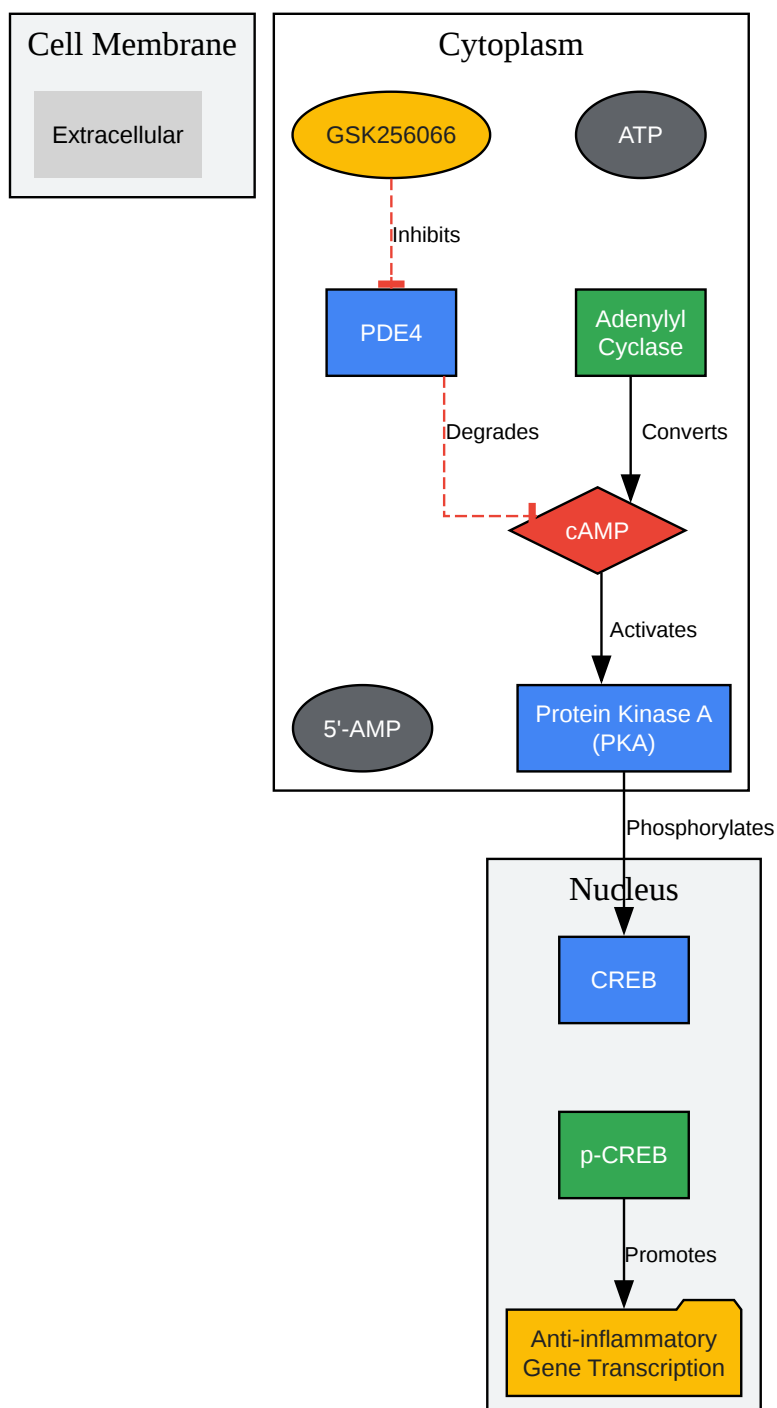 Cell Membrane
Extracellular
Cytoplasm
GSK256066
ATP
Inhibits
PDE4
Adenylyl
Cyclase
Degrades
Converts
cAMP
Activates
5'-AMP
Protein Kinase A
(PKA)
Phosphorylates
Nucleus
CREB
p-CREB
Promotes
Anti-inflammatory
Gene Transcription